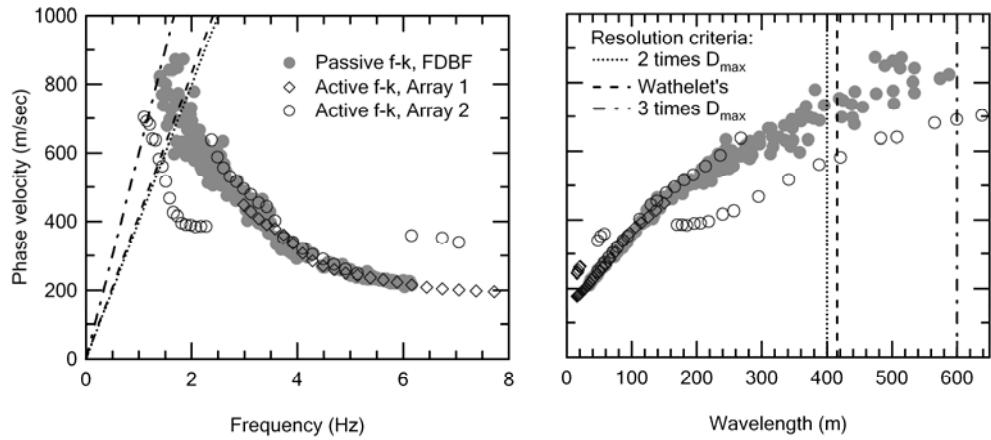 Phase velocity (m/sec)
1000
800
600
400
200
0
Passive f-k, FDBF
Active f-k, Array 1
Active f-k, Array 2
0 2 4 6 8
Frequency (Hz)
Resolution criteria:
2 times Dmax
Wathelet's
3 times Dmax
0 100 200 300 400 500 600
Wavelength (m)